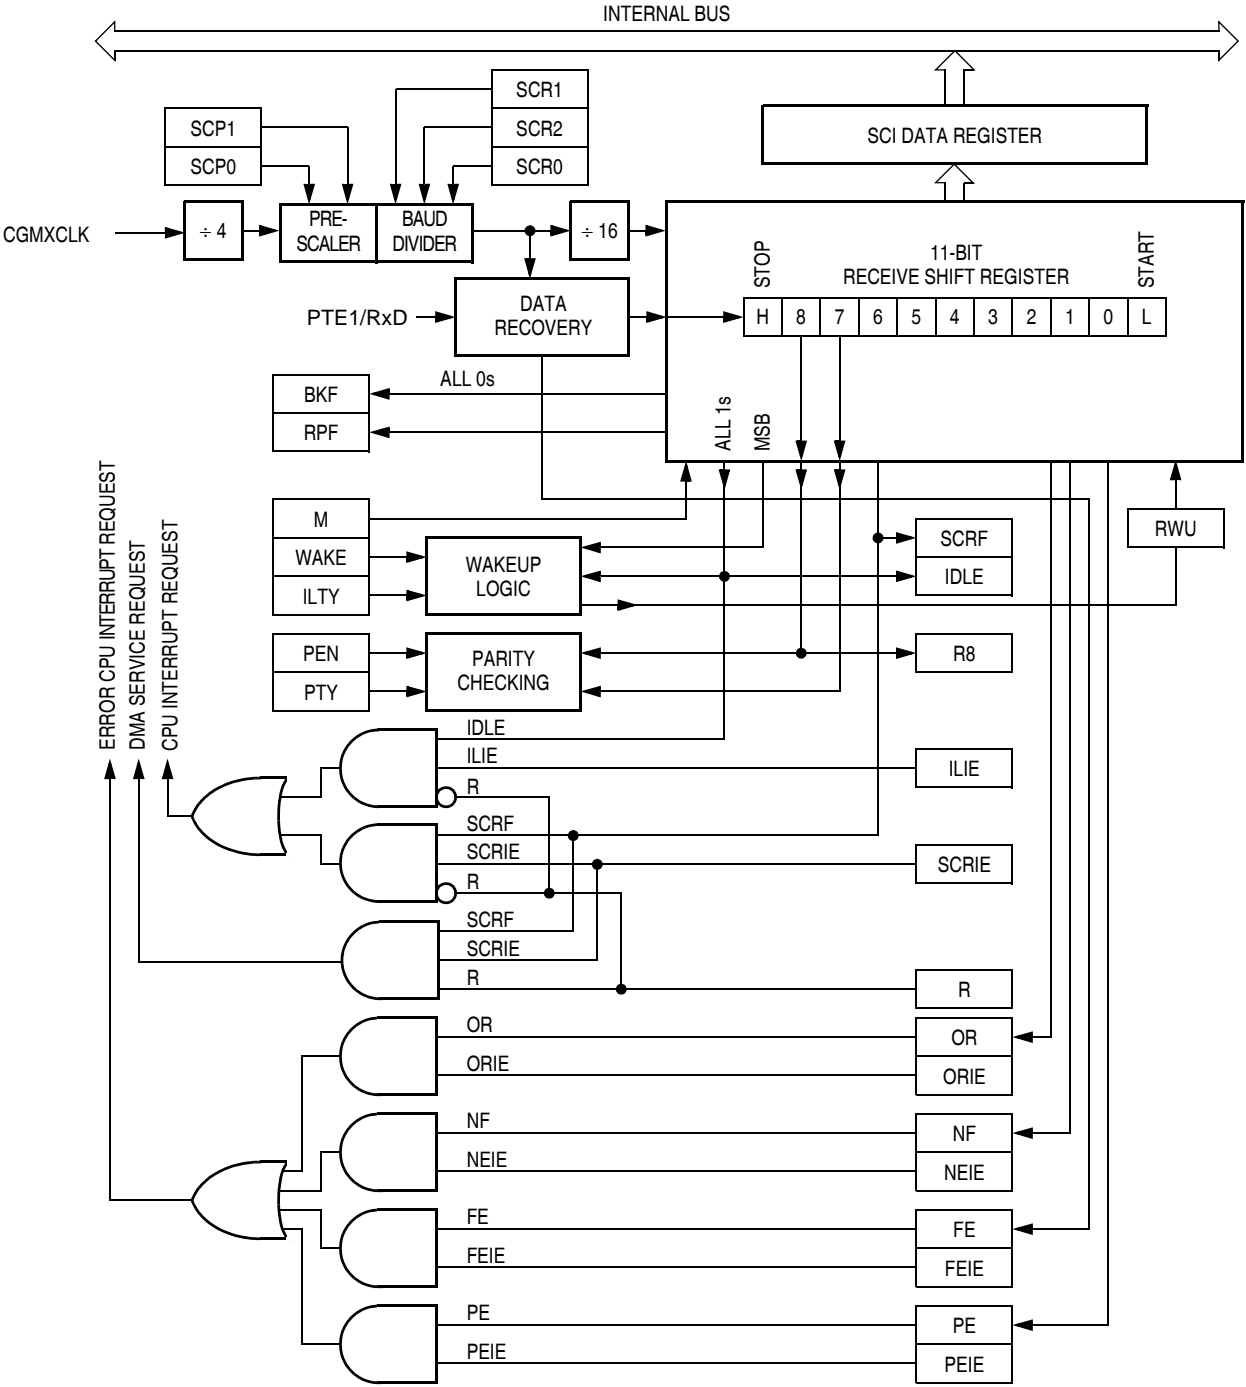 INTERNAL BUS
SCR1
SCR2
SCR0
SCP1
SCP0
SCI DATA REGISTER
CGMXCLK
÷ 4
PRE-
SCALER
BAUD
DIVIDER
÷ 16
STOP
11-BIT
RECEIVE SHIFT REGISTER
START
PTE1/RxD
DATA
RECOVERY
H 8 7 6 5 4 3 2 1 0 L
ALL 0s
BKF
RPF
ALL 1s
MSB
M
WAKE
ILTY
WAKEUP
LOGIC
SCRF
IDLE
RWU
PEN
PTY
PARITY
CHECKING
R8
ERROR CPU INTERRUPT REQUEST
DMA SERVICE REQUEST
CPU INTERRUPT REQUEST
IDLE
ILIE
R
ILIE
SCRF
SCRIE
R
SCRIE
SCRF
SCRIE
R
R
OR
ORIE
OR
ORIE
NF
NEIE
NF
NEIE
FE
FEIE
FE
FEIE
PE
PEIE
PE
PEIE